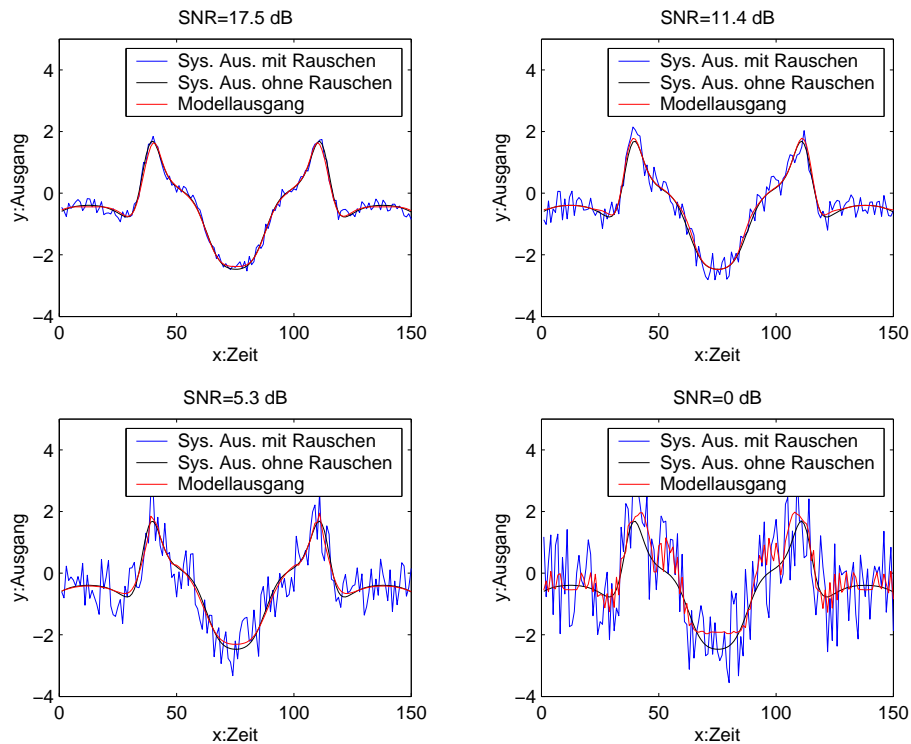 SNR=17.5 dB
Sys. Aus. mit Rauschen
Sys. Aus. ohne Rauschen
Modellausgang
y:Ausgang
4
2
0
−2
−4
0
50
100
150
x:Zeit
SNR=11.4 dB
Sys. Aus. mit Rauschen
Sys. Aus. ohne Rauschen
Modellausgang
y:Ausgang
4
2
0
−2
−4
0
50
100
150
x:Zeit
SNR=5.3 dB
Sys. Aus. mit Rauschen
Sys. Aus. ohne Rauschen
Modellausgang
y:Ausgang
4
2
0
−2
−4
0
50
100
150
x:Zeit
SNR=0 dB
Sys. Aus. mit Rauschen
Sys. Aus. ohne Rauschen
Modellausgang
y:Ausgang
4
2
0
−2
−4
0
50
100
150
x:Zeit